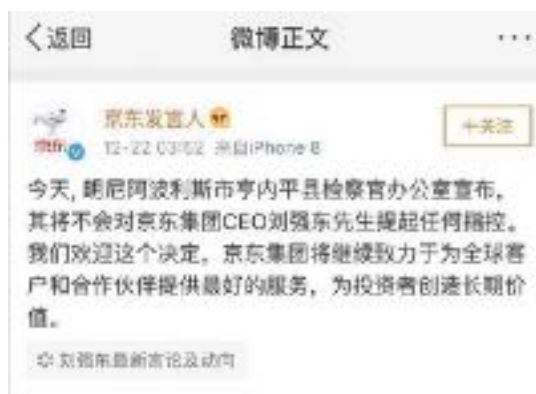 返回 微博正文 ...
京东发言人
京东 12-22 03:52 来自iPhone 8 +关注
今天, 明尼阿波利斯市亨内平县检察官办公室宣布,
其将不会对京东集团CEO刘强东先生提起任何指控。
我们欢迎这个决定。京东集团将继续致力于为全球客
户和合作伙伴提供最好的服务, 为投资者创造长期价
值。
刘强东最新言论及动向